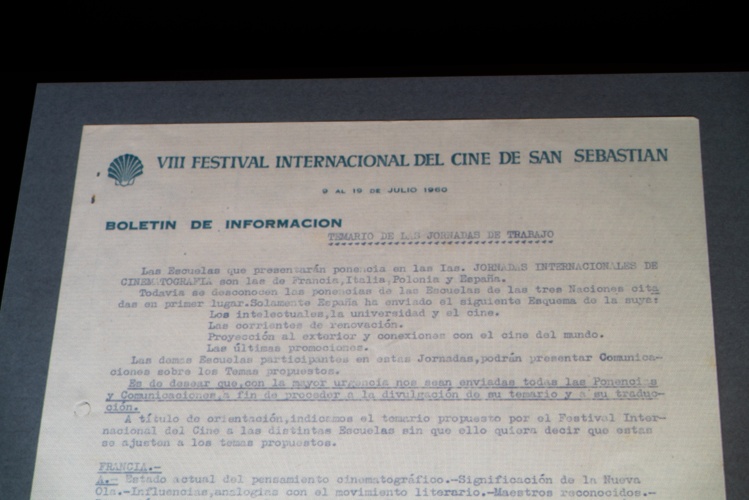 VIII FESTIVAL INTERNACIONAL DEL CINE DE SAN SEBASTIAN
9 AL 19 DE JULIO 1960
BOLETIN DE INFORMACION
TEMARIO DE LAS JORNADAS DE TRABAJO
Las Escuelas que presentarán ponencia en las Ias. JORNADAS INTERNACIONALES DE
CINEMATOGRAFIA son las de Francia,Italia,Polonia y España.
Todavia se desconocen las ponencias de las Escuelas de las tres Naciones cita
das en primer lugar.Solamente España ha enviado el siguiente Esquema de la suya:
Los intelectuales,la universidad y el cine.
Las corrientes de renovación.
Proyección al exterior y conexiones con el cine del mundo.
Las últimas promociones.
Las demas Escuelas participantes en estas Jornadas,podrán presentar Comunica-
ciones sobre los Temas propuestos.
Es de desear que,con la mayor urgencia nos sean enviadas todas las Ponencias
y Comunicaciones,a fin de proceder a la divulgación de su temario y a su traduc-
ción.
A título de orientación,indicamos el temario propuesto por el Festival Inter-
nacional del Cine a las distintas Escuelas sin que ello quiera decir que estas
se ajusten a los temas propuestos.
FRANCIA.-
A.- Estado actual del pensamiento cinematográfico.-Significación de la Nueva
Ola.-Influencias,analogias con el movimiento literario.-Maestros reconocidos.-